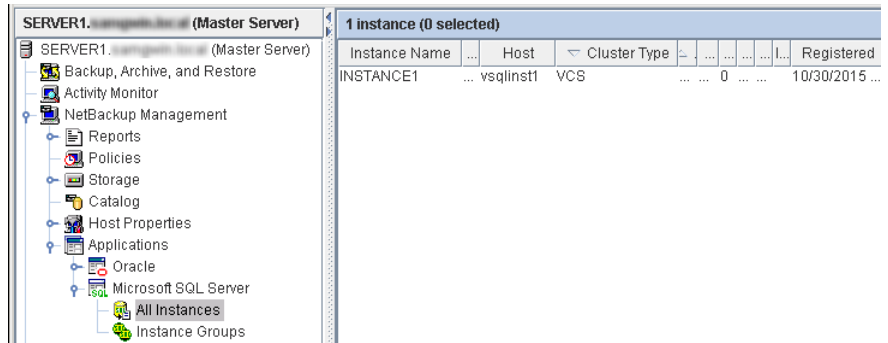 SERVER1. (Master Server)
SERVER1. (Master Server)
Backup, Archive, and Restore
Activity Monitor
NetBackup Management
Reports
Policies
Storage
Catalog
Host Properties
Applications
Oracle
Microsoft SQL Server
All Instances
Instance Groups
1 instance (0 selected)
Instance Name ... Host Cluster Type ... ... ... ... I... Registered
INSTANCE1 ... vsqlinst1 VCS ... ... 0 ... ... 10/30/2015 ...